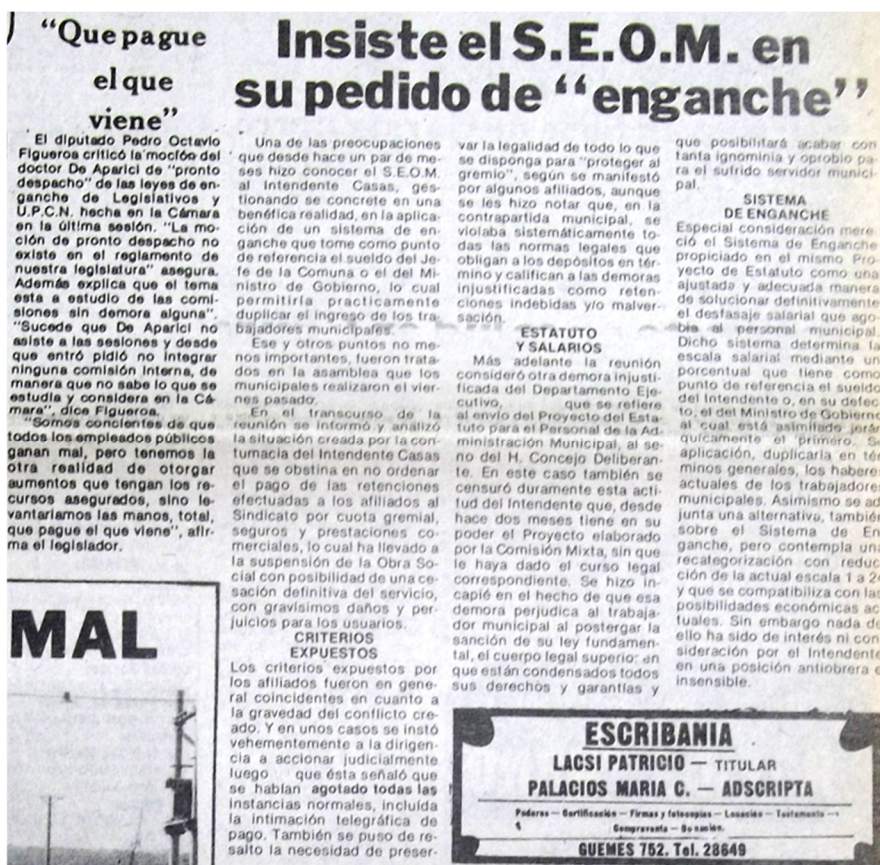 “Que pague
el que
viene”
El diputado Pedro Octavio
Figueroa criticó la moción del
doctor De Aparici de “pronto
despacho” de las leyes de en-
ganche de Legislativos y
U.P.C.N. hecha en la Cámara
en la última sesión. “La mo-
ción de pronto despacho no
existe en el reglamento de
nuestra legislatura” asegura.
Además explica que el tema
esta a estudio de las comi-
siones sin demora alguna”.
“Sucede que De Aparici no
asiste a las sesiones y desde
que entró pidió no integrar
ninguna comisión interna, de
manera que no sabe lo que se
estudia y considera en la Cá-
mara”, dice Figueroa.
“Somos concientes de que
todos los empleados públicos
ganan mal, pero tenemos la
otra realidad de otorgar
aumentos que tengan los re-
cursos asegurados, sino le-
vantaríamos las manos, total,
que pague el que viene”, afir-
ma el legislador.
MAL
Insiste el S.E.O.M. en
su pedido de “enganche”
Una de las preocupaciones
que desde hace un par de me-
ses hizo conocer el S.E.O.M.
al Intendente Casas, ges-
tionando se concrete en una
benéfica realidad, en la aplica-
ción de un sistema de en-
ganche que tome como punto
de referencia el sueldo del Je-
fe de la Comuna o el del Mi-
nistro de Gobierno, lo cual
permitiría practicamente
duplicar el ingreso de los tra-
bajadores municipales.
Ese y otros puntos no me-
nos importantes, fueron trata-
dos en la asamblea que los
municipales realizaron el vier-
nes pasado.
En el transcurso de la
reunión se informó y analizó
la situación creada por la con-
tumacia del Intendente Casas
que se obstina en no ordenar
el pago de las retenciones
efectuadas a los afiliados al
Sindicato por cuota gremial,
seguros y prestaciones co-
merciales, lo cual ha llevado a
la suspensión de la Obra So-
cial con posibilidad de una ce-
sación definitiva del servicio,
con gravísimos daños y per-
juicios para los usuarios.
CRITERIOS
EXPUESTOS
Los criterios expuestos por
los afiliados fueron en gene-
ral coincidentes en cuanto a
la gravedad del conflicto cre-
ado. Y en unos casos se instó
vehementemente a la dirigen-
cia a accionar judicialmente
luego que ésta señaló que
se habían agotado todas las
instancias normales, incluída
la intimación telegráfica de
pago. También se puso de re-
salto la necesidad de preser-
var la legalidad de todo lo que
se disponga para “proteger al
gremio”, según se manifestó
por algunos afiliados, aunque
se les hizo notar que, en la
contrapartida municipal, se
violaba sistemáticamente to-
das las normas legales que
obligan a los depósitos en tér-
mino y califican a las demoras
injustificadas como reten-
ciones indebidas y/o malver-
sación.
ESTATUTO
Y SALARIOS
Más adelante la reunión
consideró otra demora injusti-
ficada del Departamento Eje-
cutivo, que se refiere
al envío del Proyecto del Esta-
tuto para el Personal de la Ad-
ministración Municipal, al se-
no del H. Concejo Deliberan-
te. En este caso también se
censuró duramente esta acti-
tud del Intendente que, desde
hace dos meses tiene en su
poder el Proyecto elaborado
por la Comisión Mixta, sin que
le haya dado el curso legal
correspondiente. Se hizo in-
capié en el hecho de que esa
demora perjudica al trabaja-
dor municipal al postergar la
sanción de su ley fundamen-
tal, el cuerpo legal superior: en
que están condensados todos
sus derechos y garantías y
que posibilitará acabar con
tanta ignominia y oprobio pa-
ra el sufrido servidor munici-
pal.
SISTEMA
DE ENGANCHE
Especial consideración mere
ció el Sistema de Enganche
propiciado en el mismo Pro-
yecto de Estatuto como una
ajustada y adecuada manera
de solucionar definitivamente
el desfasaje salarial que ago-
bia al personal municipal.
Dicho sistema determina la
escala salarial mediante un
porcentual que tiene como
punto de referencia el sueldo
del Intendente o, en su defec-
to, el del Ministro de Gobierno
al cual está asimilado jerár
quicamente el primero. Su
aplicación, duplicaría en tér
minos generales, los haberes
actuales de los trabajadores
municipales. Asimismo se ad
junta una alternativa, también
sobre el Sistema de En
ganche, pero contempla una
recategorización con reduc
ción de la actual escala 1 a 24
y que se compatibiliza con las
posibilidades económicas ac
tuales. Sin embargo nada de
ello ha sido de interés ni con
sideración por el Intendente
en una posición antiobrera e
insensible.
ESCRIBANIA
LACSI PATRICIO — TITULAR
PALACIOS MARIA C. — ADSCRIPTA
Poderes — Certificación — Firmas y fotocopias — Locación — Testamento —
Compraventa — Donación.
GUEMES 752. Tel. 28649